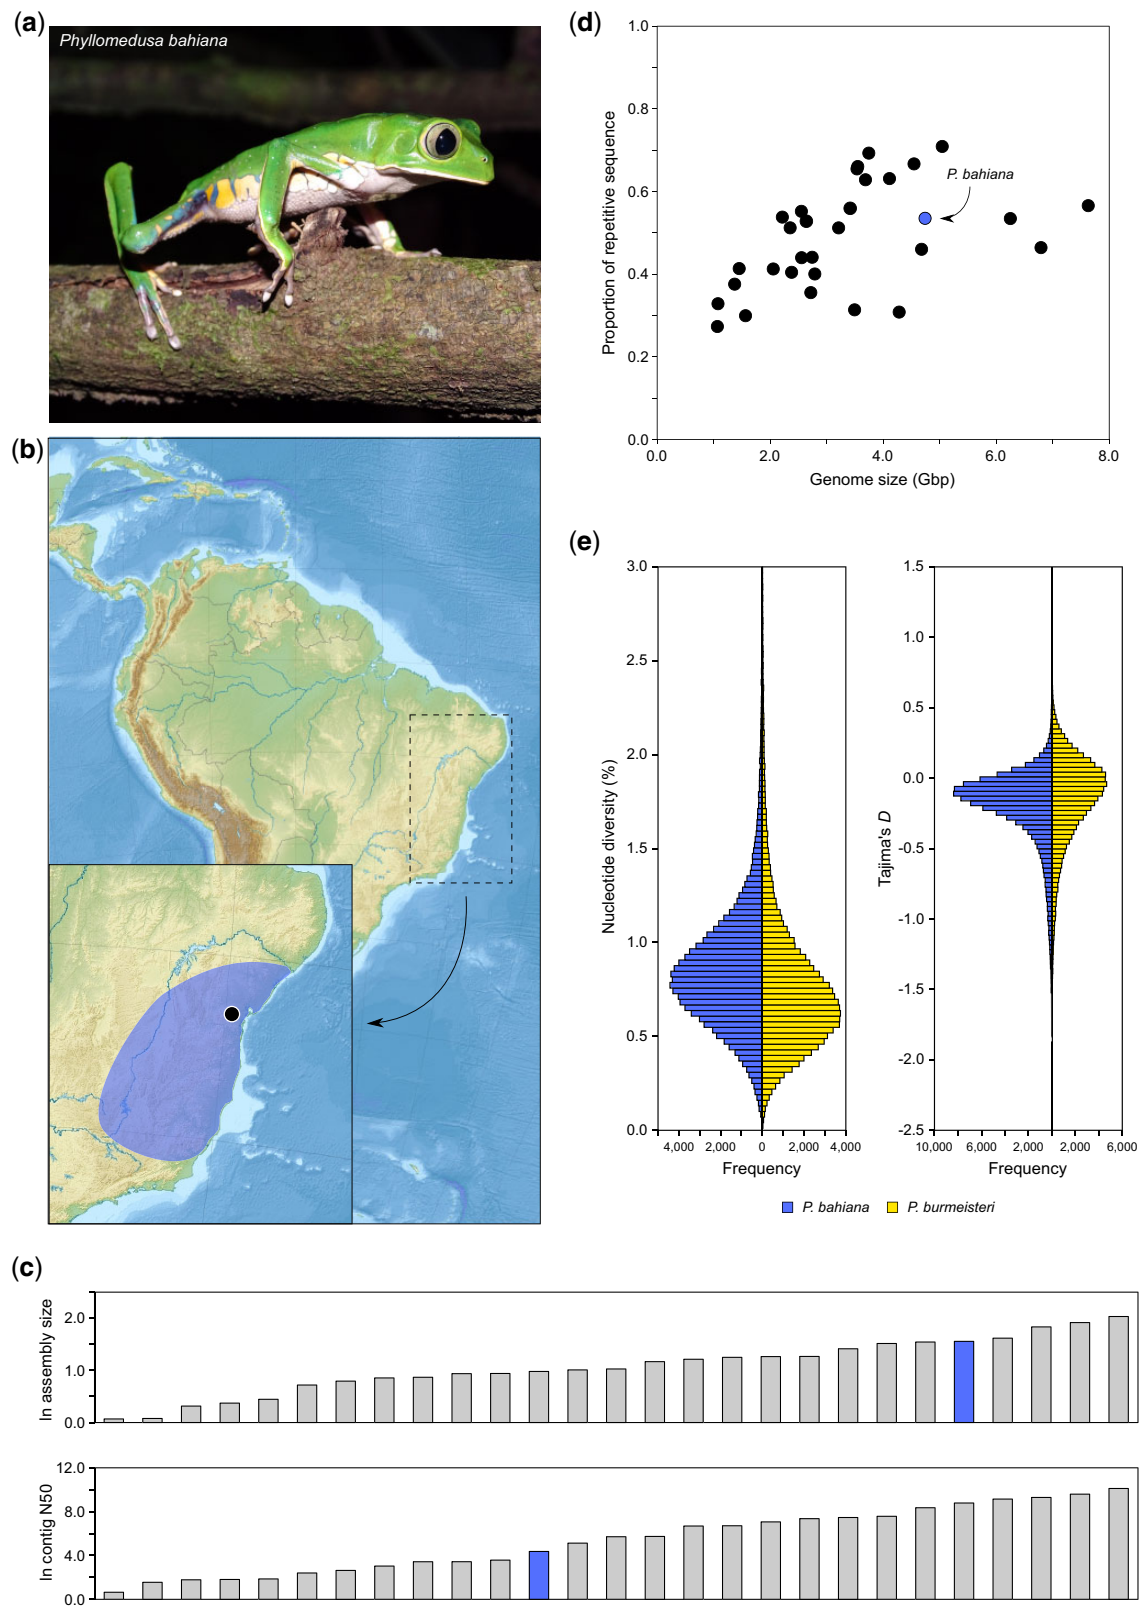 (a)
Phyllomedusa bahiana
(b)
(c)
ln assembly size
2.0
1.0
0.0
ln contig N50
12.0
8.0
4.0
0.0
(d)
Proportion of repetitive sequence
1.0
0.8
0.6
0.4
0.2
0.0
P. bahiana
0.0 2.0 4.0 6.0 8.0
Genome size (Gbp)
(e)
Nucleotide diversity (%)
3.0
2.5
2.0
1.5
1.0
0.5
0.0
4,000 2,000 0 2,000 4,000
Frequency
Tajima's D
1.5
1.0
0.5
0.0
-0.5
-1.0
-1.5
-2.0
-2.5
10,000 6,000 2,000 2,000 6,000
Frequency
P. bahiana P. burmeisteri